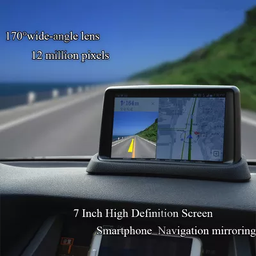 170°wide-angle lens
12 million pixels
7 Inch High Definition Screen
Smartphone Navigation mirroring